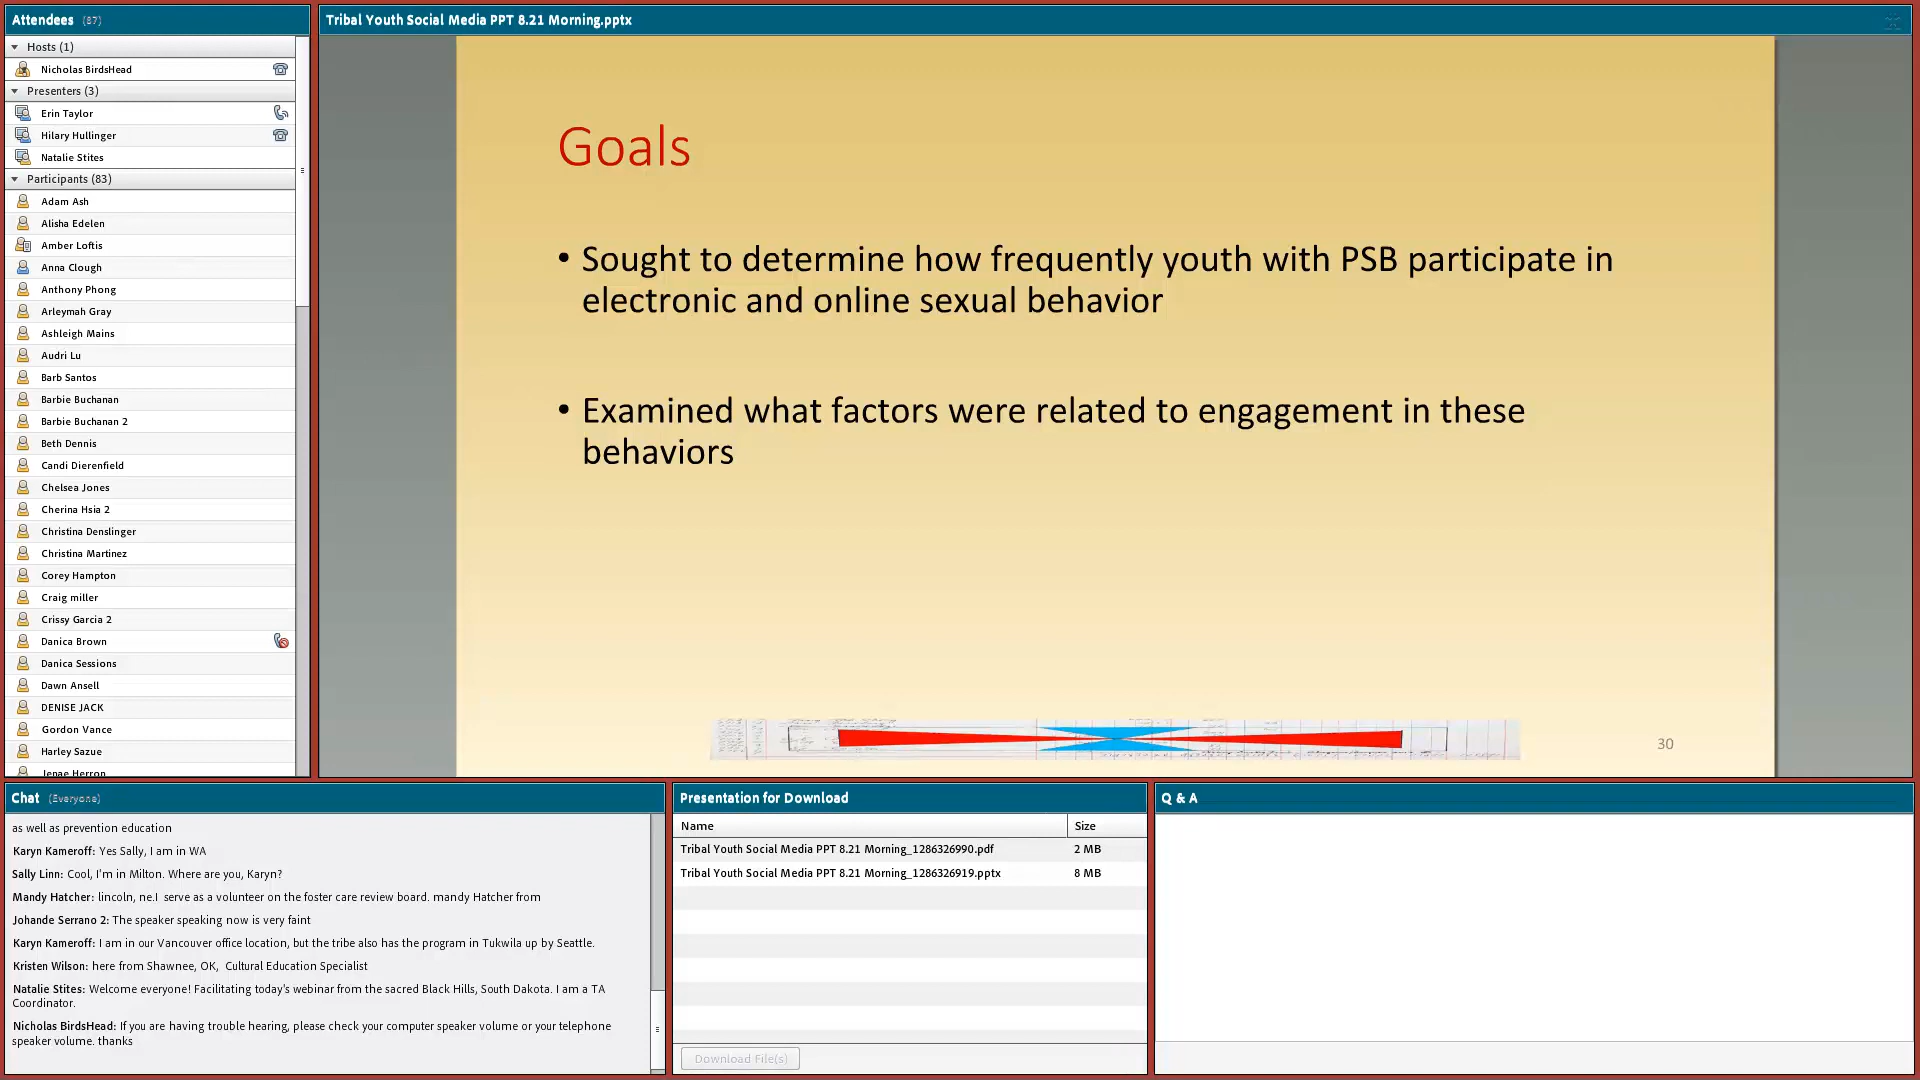 Attendees (87)
Hosts (1)
Nicholas BirdsHead
Presenters (3)
Erin Taylor
Hilary Hullinger
Natalie Stites
Participants (83)
Adam Ash
Alisha Edelen
Amber Loftis
Anna Clough
Anthony Phong
Arleymah Gray
Ashleigh Mains
Audri Lu
Barb Santos
Barbie Buchanan
Barbie Buchanan 2
Beth Dennis
Candi Dierenfield
Chelsea Jones
Cherina Hsia 2
Christina Denslinger
Christina Martinez
Corey Hampton
Craig miller
Crissy Garcia 2
Danica Brown
Danica Sessions
Dawn Ansell
DENISE JACK
Gordon Vance
Harley Sazue
Jenae Herron
Tribal Youth Social Media PPT 8.21 Morning.pptx
Goals
• Sought to determine how frequently youth with PSB participate in
electronic and online sexual behavior
• Examined what factors were related to engagement in these
behaviors
30
Chat (Everyone)
as well as prevention education
Karyn Kameroff: Yes Sally, I am in WA
Sally Linn: Cool, I'm in Milton. Where are you, Karyn?
Mandy Hatcher: lincoln, ne.I serve as a volunteer on the foster care review board. mandy Hatcher from
Johande Serrano 2: The speaker speaking now is very faint
Karyn Kameroff: I am in our Vancouver office location, but the tribe also has the program in Tukwila up by Seattle.
Kristen Wilson: here from Shawnee, OK, Cultural Education Specialist
Natalie Stites: Welcome everyone! Facilitating today's webinar from the sacred Black Hills, South Dakota. I am a TA
Coordinator.
Nicholas BirdsHead: If you are having trouble hearing, please check your computer speaker volume or your telephone
speaker volume. thanks
Presentation for Download
Name Size
Tribal Youth Social Media PPT 8.21 Morning_1286326990.pdf 2 MB
Tribal Youth Social Media PPT 8.21 Morning_1286326919.pptx 8 MB
Download File(s)
Q & A